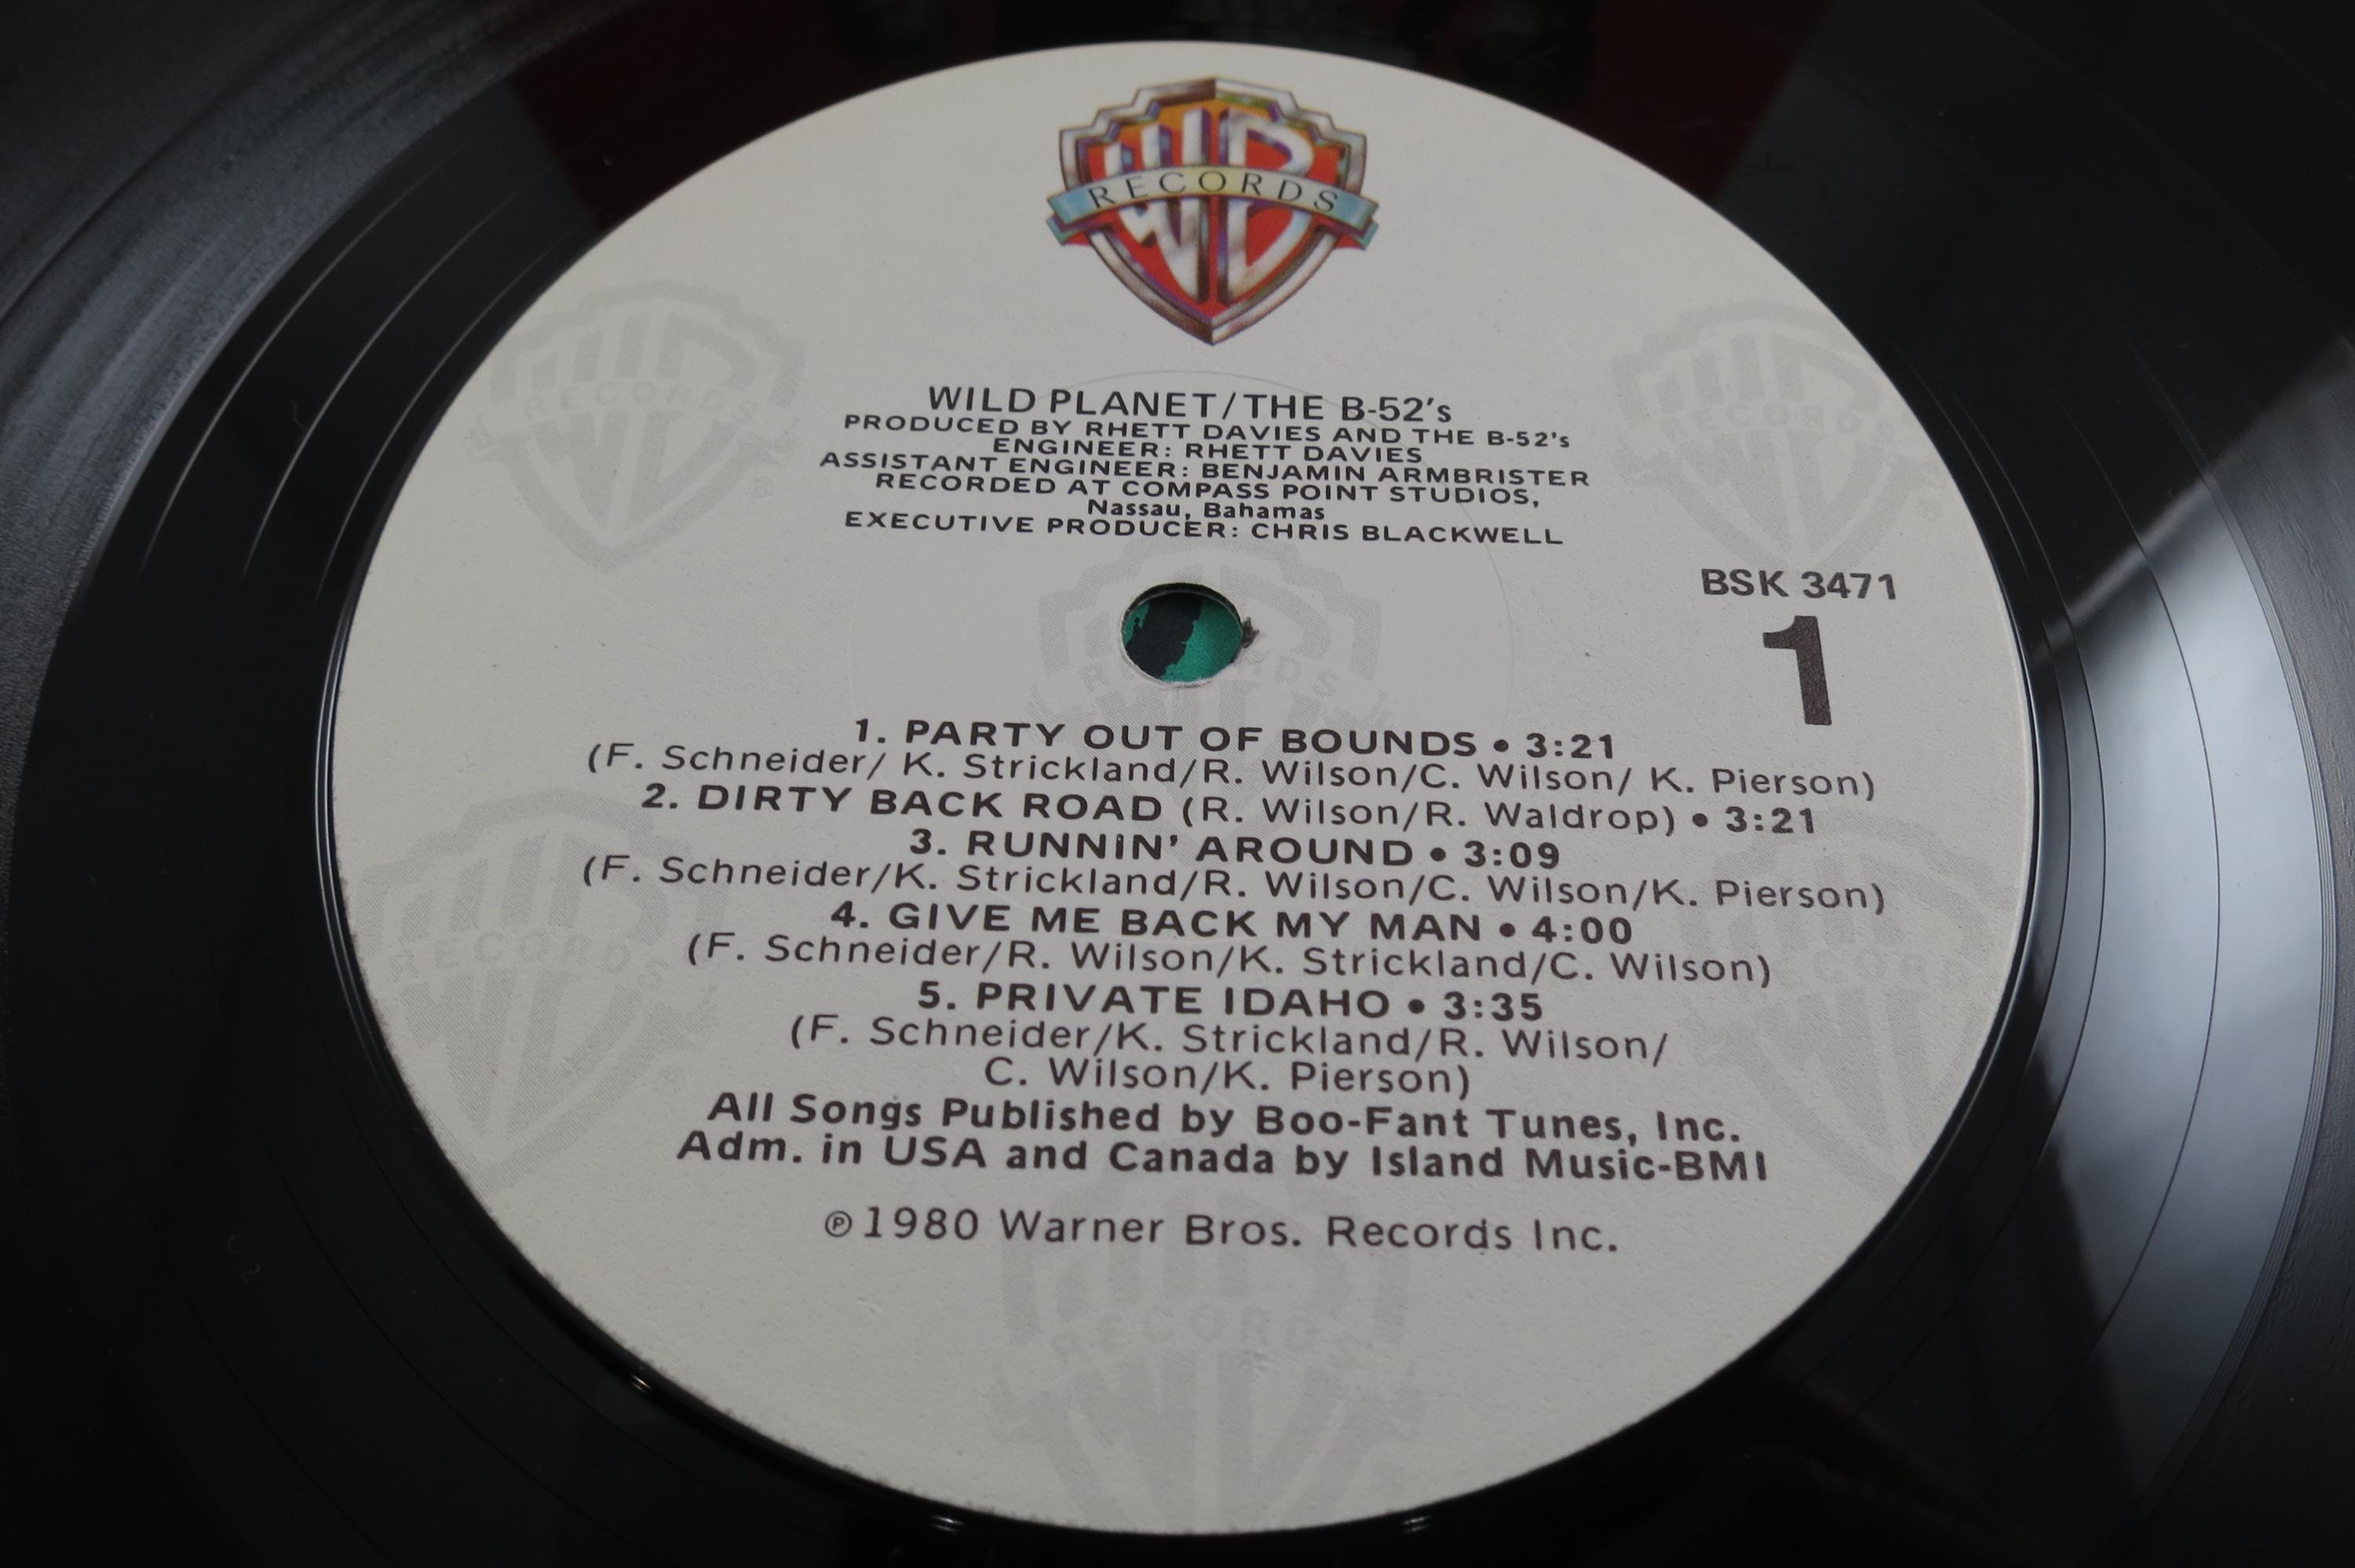 WB
RECORDS
WILD PLANET/THE B-52's
PRODUCED BY RHETT DAVIES AND THE B-52's
ENGINEER: RHETT DAVIES
ASSISTANT ENGINEER: BENJAMIN ARMBRISTER
RECORDED AT COMPASS POINT STUDIOS,
Nassau, Bahamas
EXECUTIVE PRODUCER: CHRIS BLACKWELL
BSK 3471
1
1. PARTY OUT OF BOUNDS • 3:21
(F. Schneider/ K. Strickland/R. Wilson/C. Wilson/ K. Pierson)
2. DIRTY BACK ROAD (R. Wilson/R. Waldrop) • 3:21
3. RUNNiN' AROUND • 3:09
(F. Schneider/K. Strickland/R. Wilson/C. Wilson/K. Pierson)
4. GIVE ME BACK MY MAN • 4:00
(F. Schneider/R. Wilson/K. Strickland/C. Wilson)
5. PRIVATE IDAHO • 3:35
(F. Schneider/K. Strickland/R. Wilson/
C. Wilson/K. Pierson)
All Songs Published by Boo-Fant Tunes, Inc.
Adm. in USA and Canada by Island Music-BMI
℗1980 Warner Bros. Records Inc.